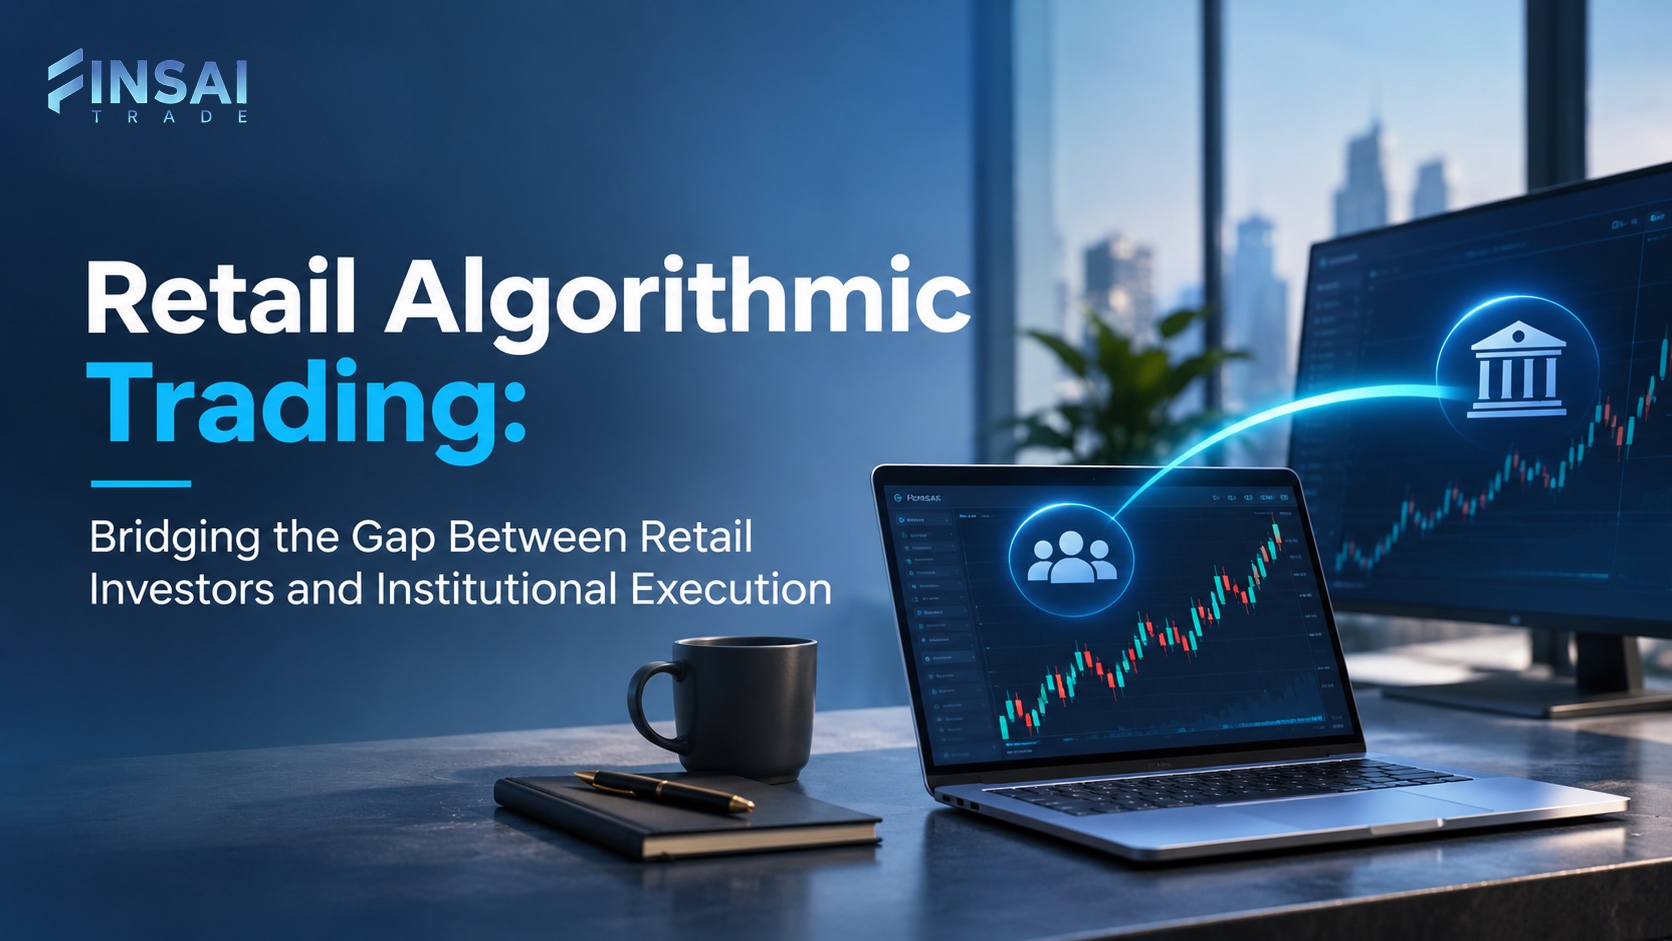 FINSAI
TRADE
Retail Algorithmic
Trading:
Bridging the Gap Between Retail
Investors and Institutional Execution